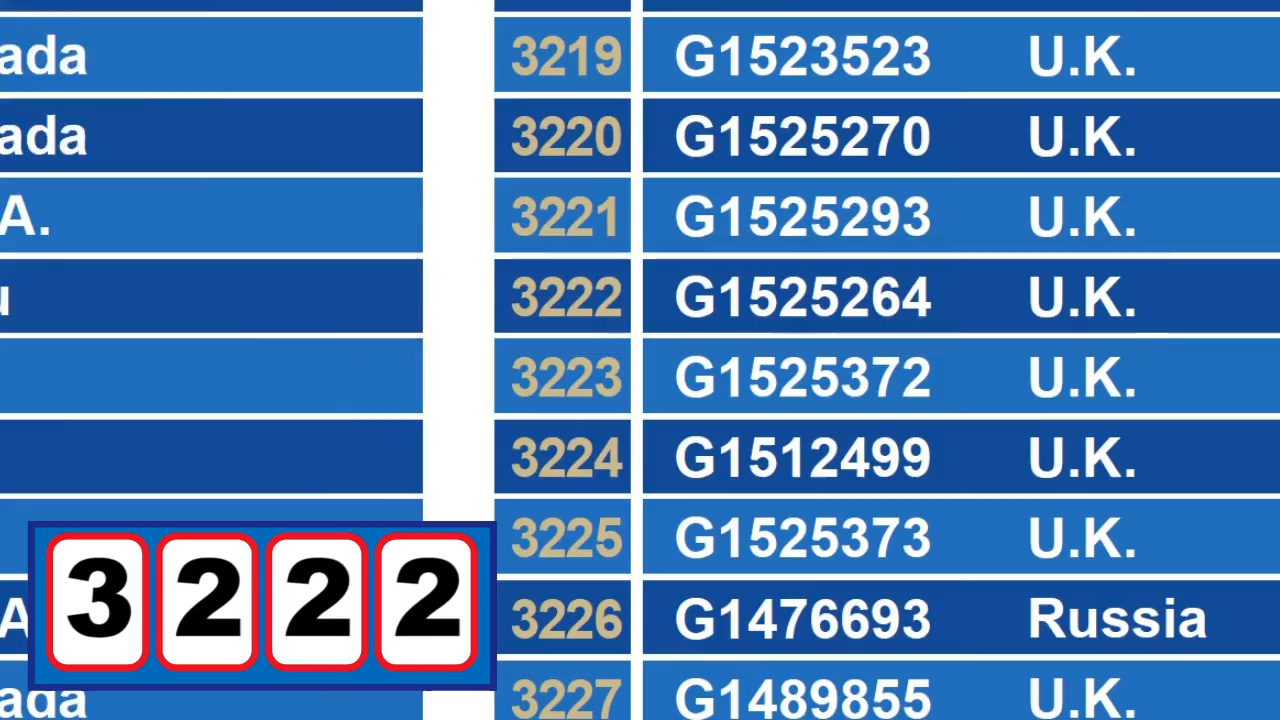 ada 3219 G1523523 U.K.
ada 3220 G1525270 U.K.
A. 3221 G1525293 U.K.
u 3222 G1525264 U.K.
3223 G1525372 U.K.
3224 G1512499 U.K.
3225 G1525373 U.K.
A 3226 G1476693 Russia
ada 3227 G1489855 U.K.
3222